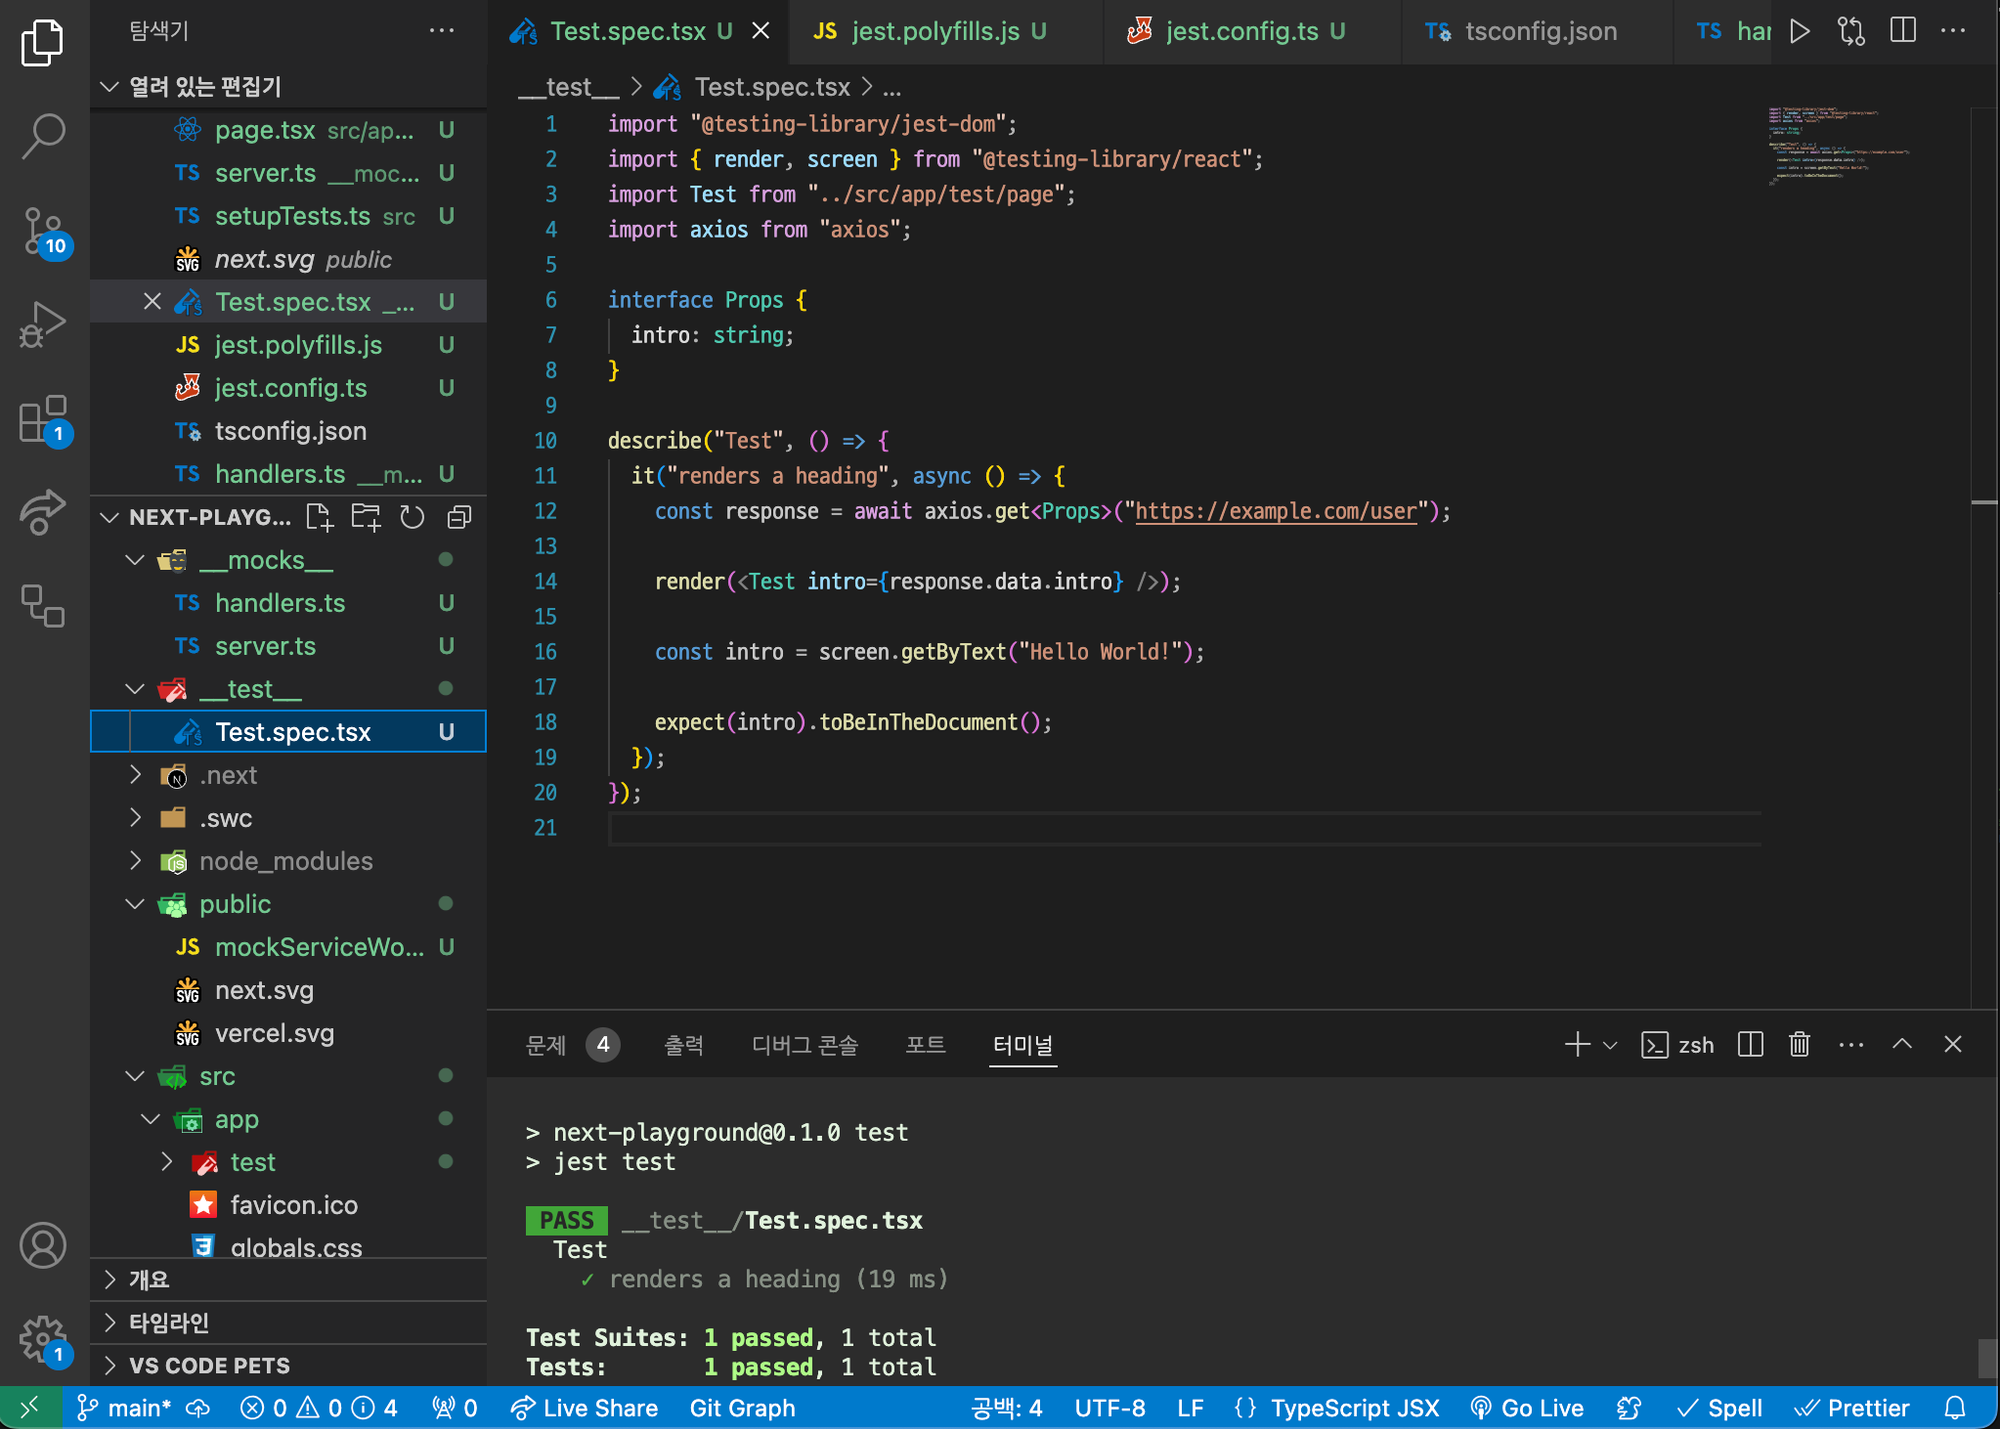 탐색기
열려 있는 편집기
page.tsx src/ap... U
server.ts __moc... U
setupTests.ts src U
next.svg public
Test.spec.tsx _... U
jest.polyfills.js U
jest.config.ts U
tsconfig.json
handlers.ts __m... U
NEXT-PLAYG...
__mocks__
handlers.ts U
server.ts U
__test__
Test.spec.tsx U
.next
.swc
node_modules
public
mockServiceWo... U
next.svg
vercel.svg
src
app
test
favicon.ico
globals.css
개요
타임라인
VS CODE PETS
10
1
1
Test.spec.tsx U
JS jest.polyfills.js U
jest.config.ts U
tsconfig.json
TS har
__test__ > Test.spec.tsx > ...
1 import "@testing-library/jest-dom";
2 import { render, screen } from "@testing-library/react";
3 import Test from "../src/app/test/page";
4 import axios from "axios";
5
6 interface Props {
7 intro: string;
8 }
9
10 describe("Test", () => {
11 it("renders a heading", async () => {
12 const response = await axios.get<Props>("https://example.com/user");
13
14 render(<Test intro={response.data.intro} />);
15
16 const intro = screen.getByText("Hello World!");
17
18 expect(intro).toBeInTheDocument();
19 });
20 });
21
문제 4 출력 디버그 콘솔 포트 터미널
zsh
> next-playground@0.1.0 test
> jest test
PASS __test__/Test.spec.tsx
Test
✓ renders a heading (19 ms)
Test Suites: 1 passed, 1 total
Tests: 1 passed, 1 total
main* 0 0 4 0 Live Share Git Graph 공백: 4 UTF-8 LF {} TypeScript JSX Go Live Spell Prettier